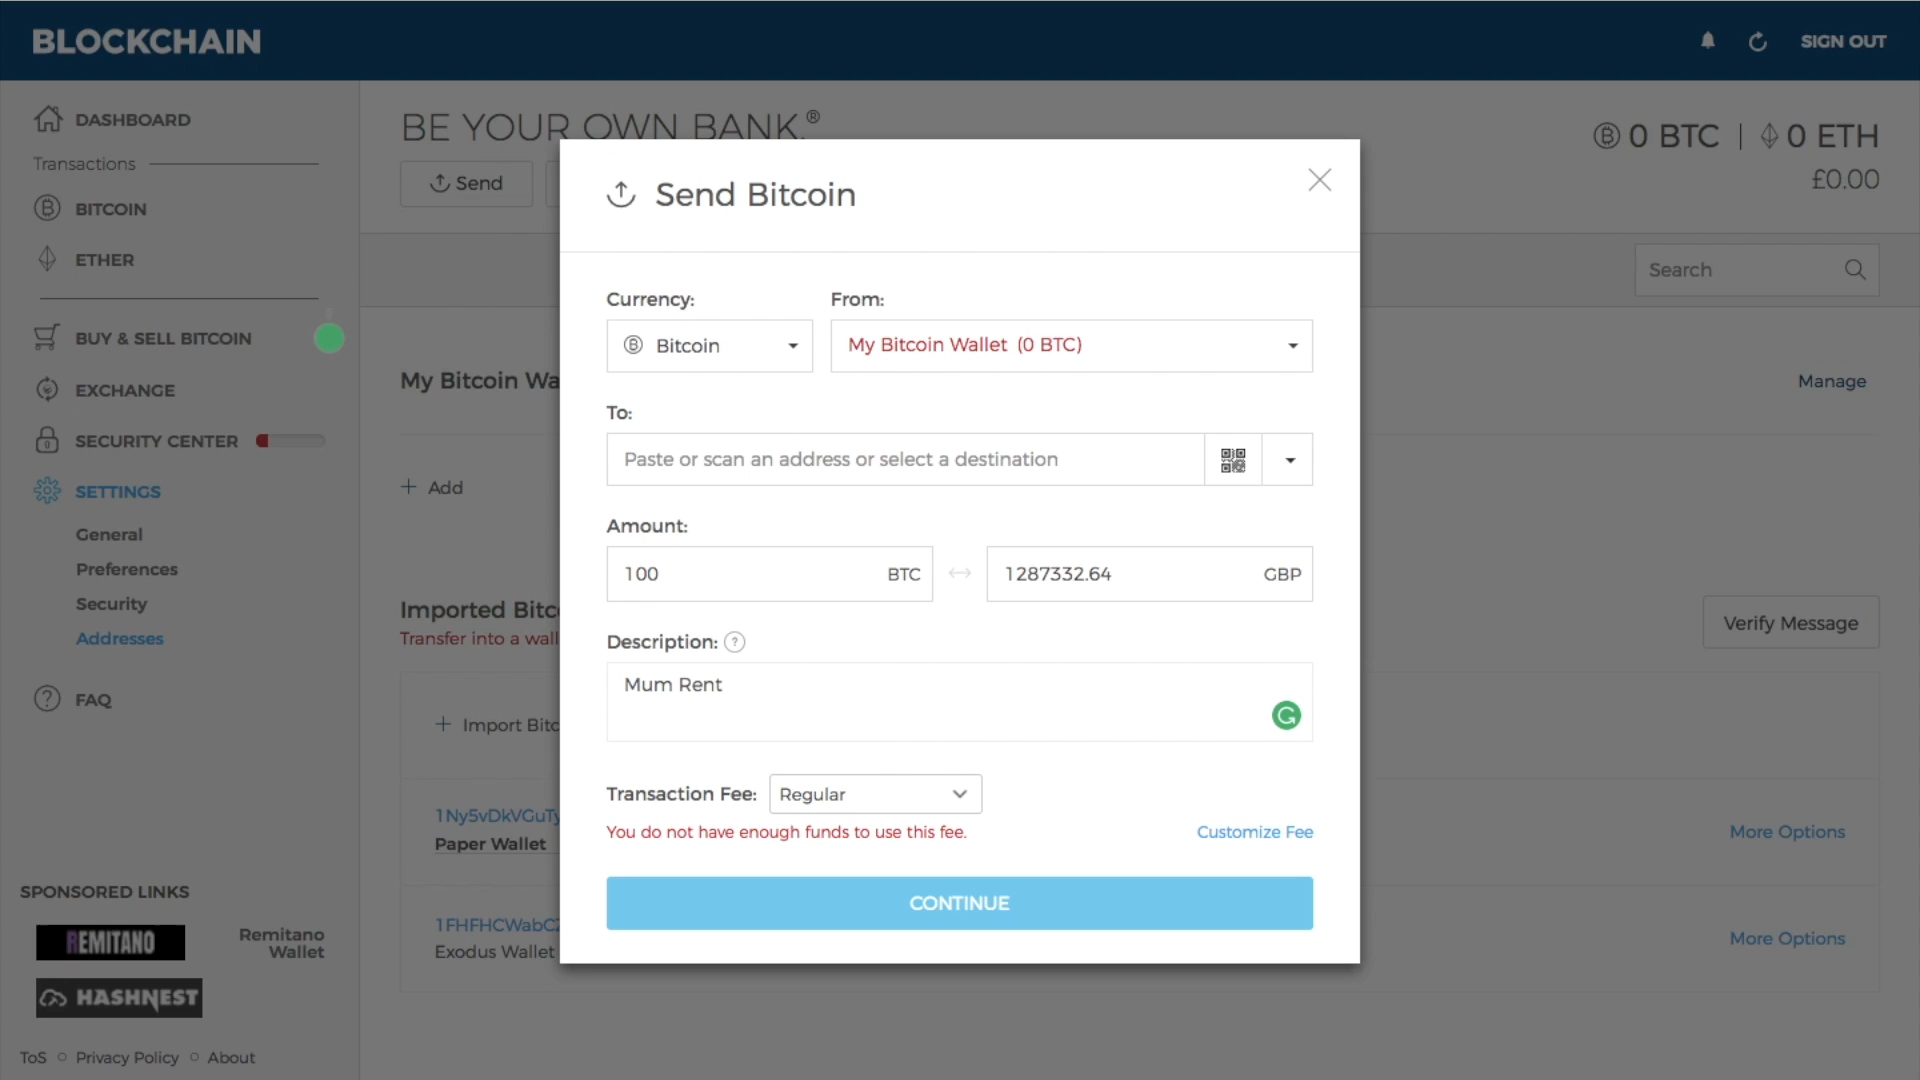 BLOCKCHAIN
SIGN OUT
DASHBOARD
Transactions
BITCOIN
ETHER
BUY & SELL BITCOIN
EXCHANGE
SECURITY CENTER
SETTINGS
General
Preferences
Security
Addresses
FAQ
SPONSORED LINKS
REMITANO
Remitano
Wallet
HASHNEST
ToS
Privacy Policy
About
BE YOUR OWN BANK.®
0 BTC | 0 ETH
£0.00
Send
Search
My Bitcoin Wa
Manage
+ Add
Imported Bitc
Transfer into a wall
Verify Message
+ Import Bitc
1Ny5vDkVGuTy
Paper Wallet
More Options
1FHFHCWabCZ
Exodus Wallet
More Options
Send Bitcoin
Currency:
From:
Bitcoin
My Bitcoin Wallet (0 BTC)
To:
Paste or scan an address or select a destination
Amount:
100 BTC
1287332.64 GBP
Description: ?
Mum Rent
Transaction Fee: Regular
You do not have enough funds to use this fee.
Customize Fee
CONTINUE